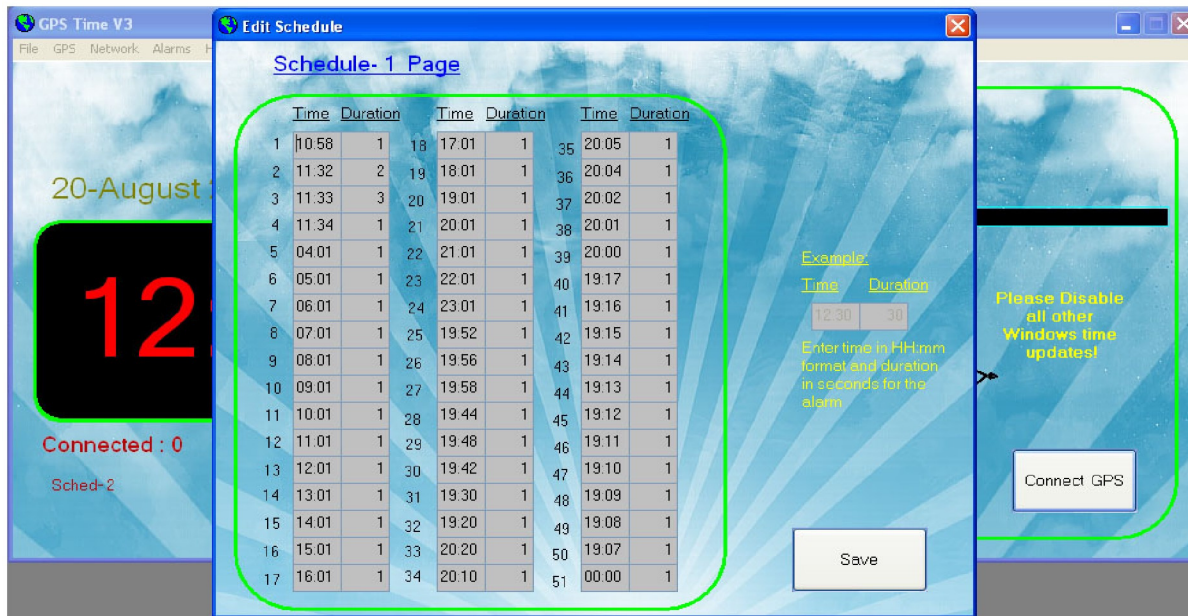 GPS Time V3
Edit Schedule
File GPS Network Alarms H
Schedule- 1 Page
Time Duration Time Duration Time Duration
1 10:58 1 18 17:01 1 35 20:05 1
2 11:32 2 19 18:01 1 36 20:04 1
3 11:33 3 20 19:01 1 37 20:02 1
4 11:34 1 21 20:01 1 38 20:01 1
5 04:01 1 22 21:01 1 39 20:00 1
6 05:01 1 23 22:01 1 40 19:17 1
7 06:01 1 24 23:01 1 41 19:16 1
8 07:01 1 25 19:52 1 42 19:15 1
9 08:01 1 26 19:56 1 43 19:14 1
10 09:01 1 27 19:58 1 44 19:13 1
11 10:01 1 28 19:44 1 45 19:12 1
12 11:01 1 29 19:48 1 46 19:11 1
13 12:01 1 30 19:42 1 47 19:10 1
14 13:01 1 31 19:30 1 48 19:09 1
15 14:01 1 32 19:20 1 49 19:08 1
16 15:01 1 33 20:20 1 50 19:07 1
17 16:01 1 34 20:10 1 51 00:00 1
20-August
12:
Connected : 0
Sched-2
Example:
Time Duration
12:30 30
Enter time in HH:mm
format and duration
in seconds for the
alarm
Save
Please Disable
all other
Windows time
updates!
Connect GPS